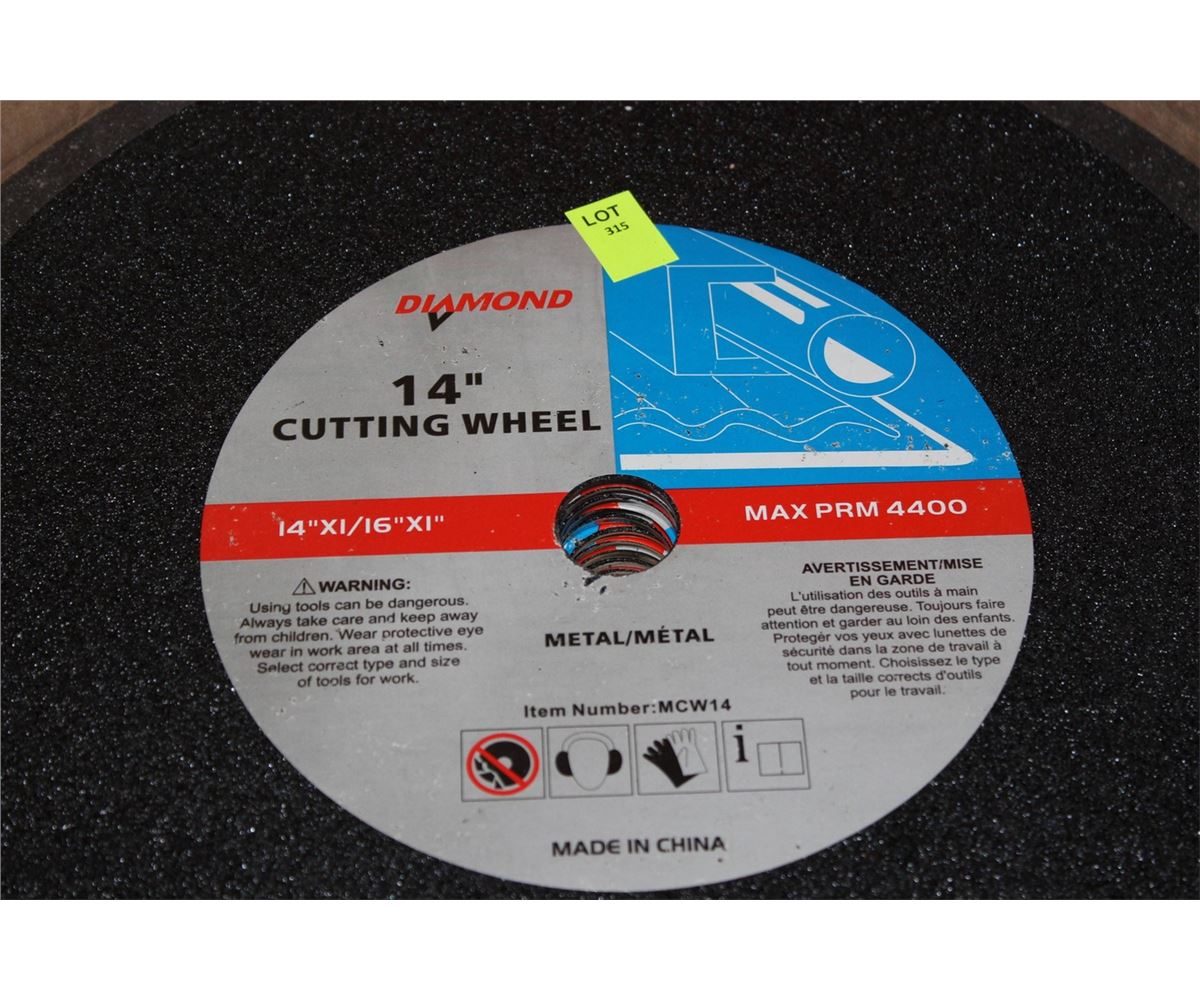 LOT
315
DIAMOND
14"
CUTTING WHEEL
14"X1/16"X1"
MAX PRM 4400
WARNING:
Using tools can be dangerous.
Always take care and keep away
from children. Wear protective eye
wear in work area at all times.
Select correct type and size
of tools for work.
METAL/MÉTAL
AVERTISSEMENT/MISE
EN GARDE
L'utilisation des outils à main
peut être dangereuse. Toujours faire
attention et garder au loin des enfants.
Protegér vos yeux avec lunettes de
sécurité dans la zone de travail à
tout moment. Choisissez le type
et la taille corrects d'outils
pour le travail.
Item Number:MCW14
i
MADE IN CHINA